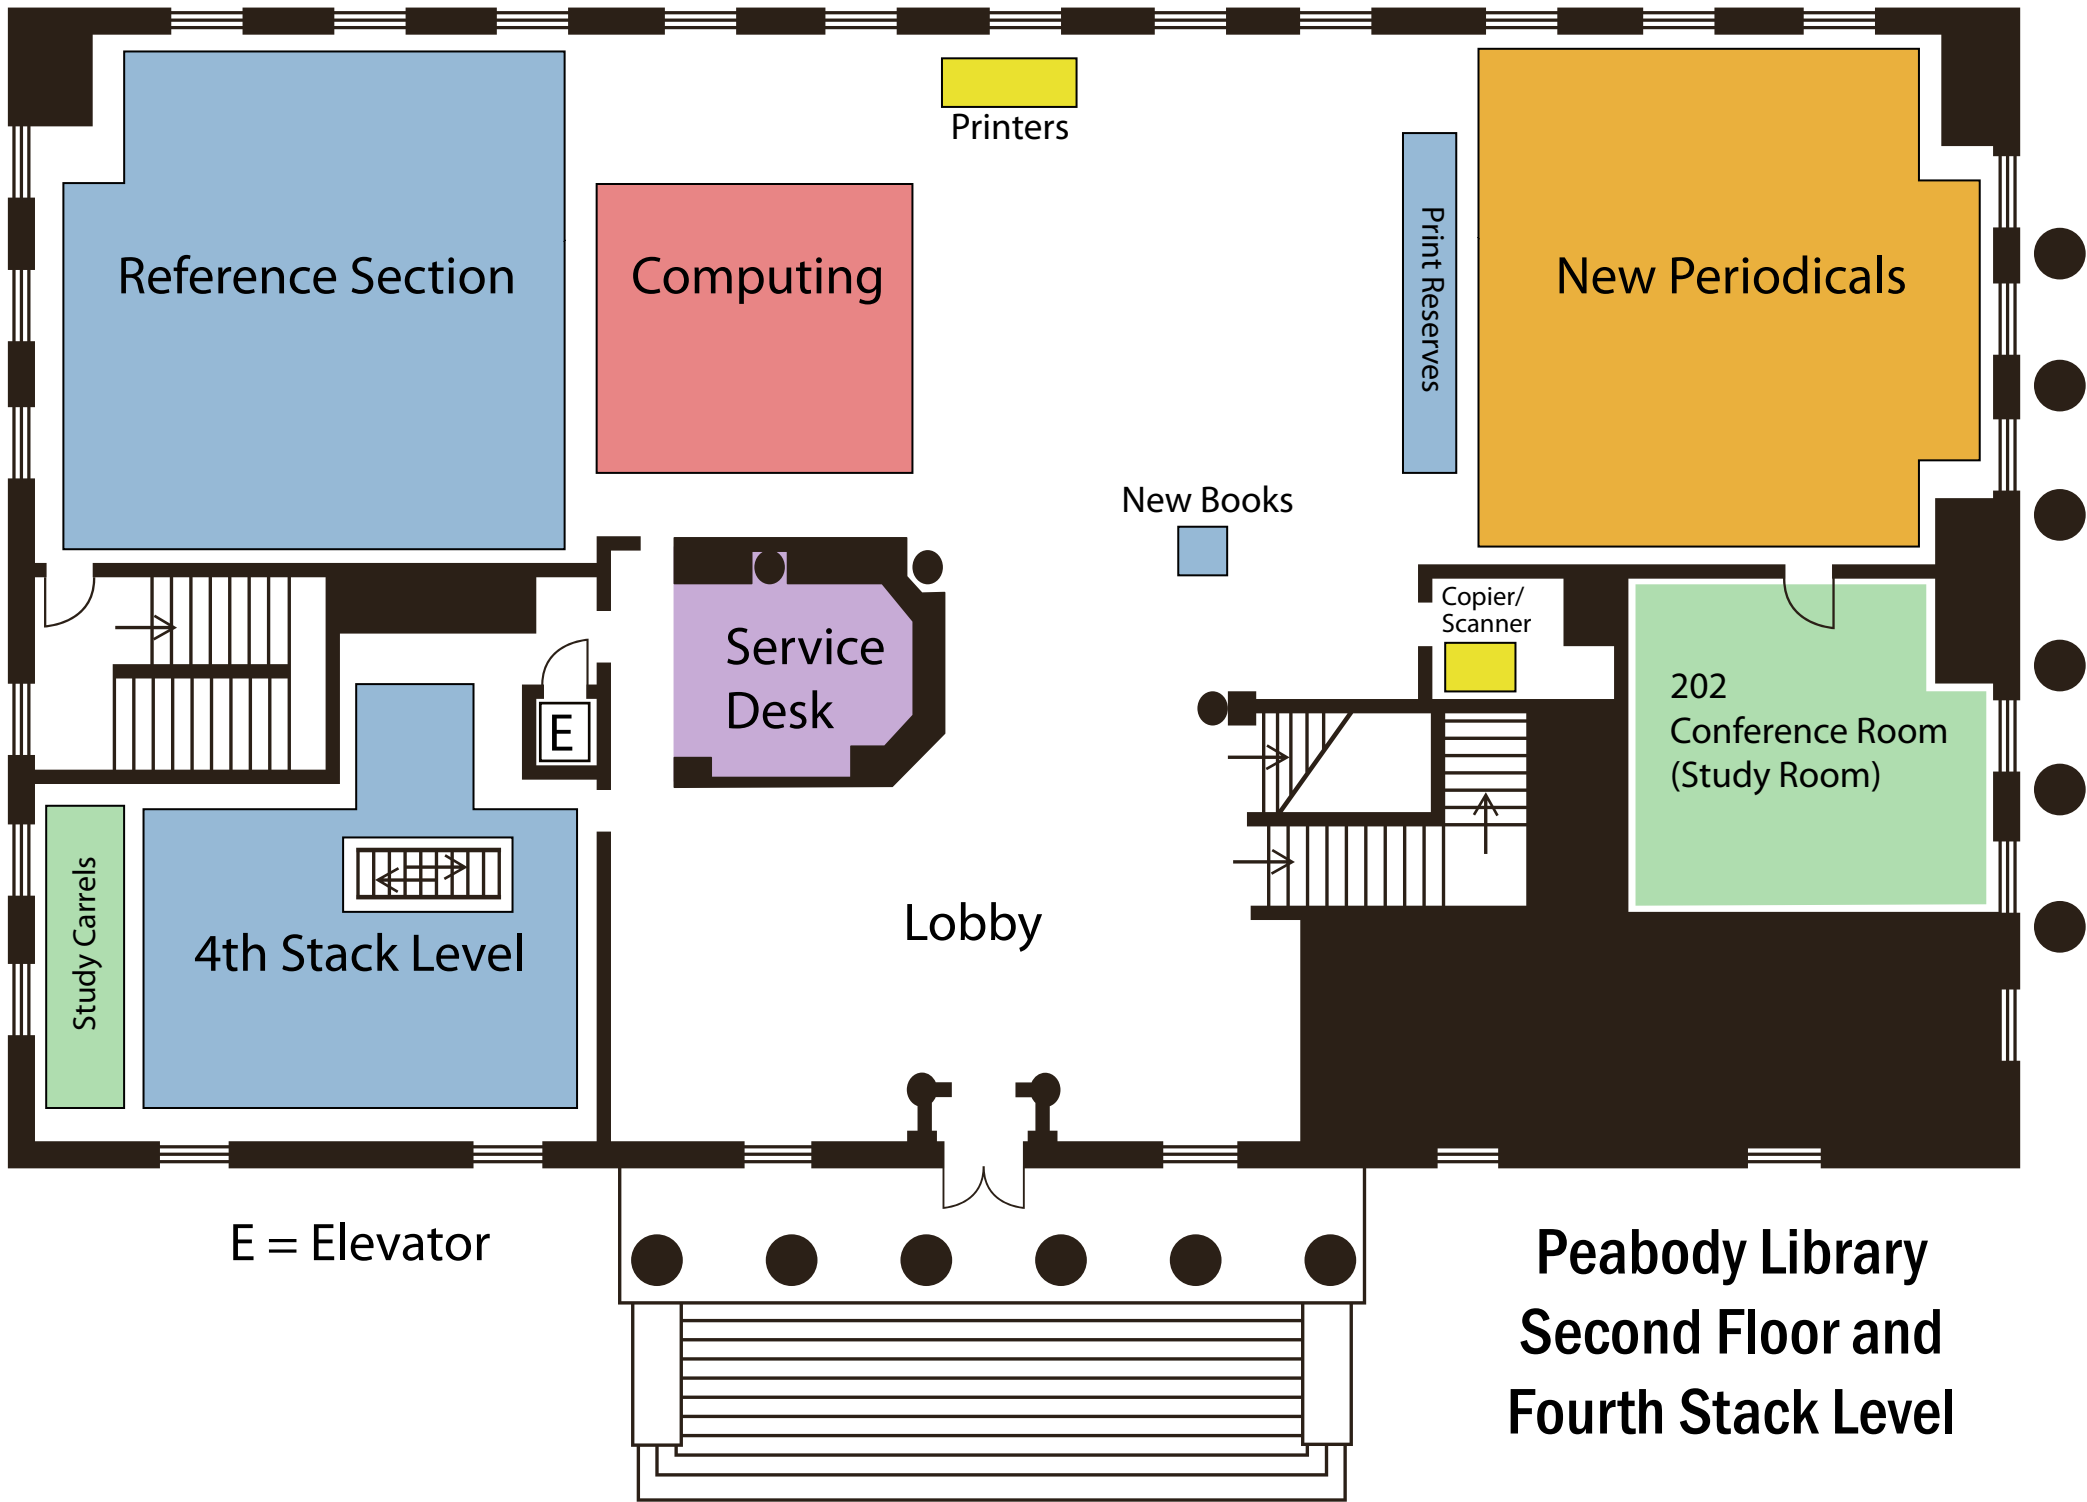 Printers
Reference Section
Computing
Print Reserves
New Periodicals
New Books
Copier/
Scanner
Service
Desk
E
202
Conference Room
(Study Room)
Study Carrels
4th Stack Level
Lobby
E = Elevator
Peabody Library
Second Floor and
Fourth Stack Level